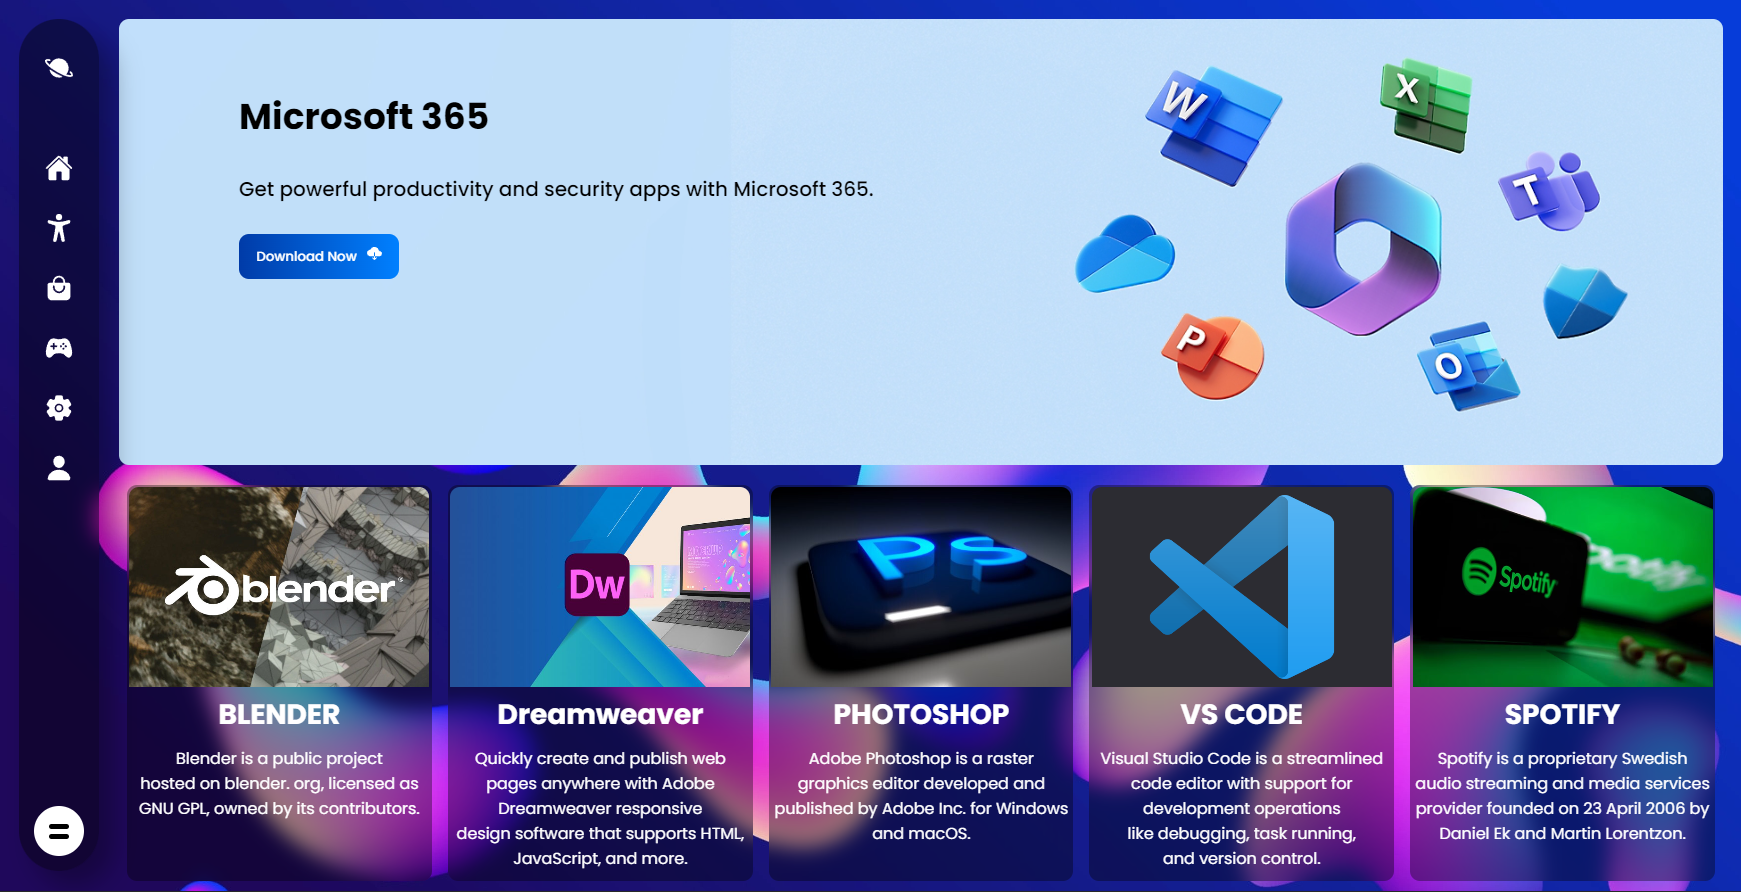 Microsoft 365
Get powerful productivity and security apps with Microsoft 365.
Download Now
W
X
T
P
O
blender
Dw
PS
Spotify
BLENDER
Blender is a public project
hosted on blender. org, licensed as
GNU GPL, owned by its contributors.
Dreamweaver
Quickly create and publish web
pages anywhere with Adobe
Dreamweaver responsive
design software that supports HTML,
JavaScript, and more.
PHOTOSHOP
Adobe Photoshop is a raster
graphics editor developed and
published by Adobe Inc. for Windows
and macOS.
VS CODE
Visual Studio Code is a streamlined
code editor with support for
development operations
like debugging, task running,
and version control.
SPOTIFY
Spotify is a proprietary Swedish
audio streaming and media services
provider founded on 23 April 2006 by
Daniel Ek and Martin Lorentzon.